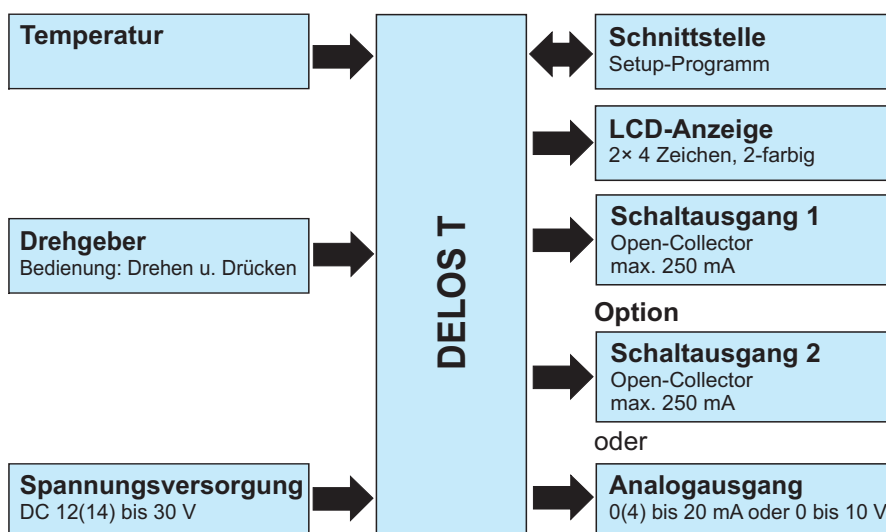 Temperatur
Drehgeber
Bedienung: Drehen u. Drücken
Spannungsversorgung
DC 12(14) bis 30 V
DELOS T
Schnittstelle
Setup-Programm
LCD-Anzeige
2× 4 Zeichen, 2-farbig
Schaltausgang 1
Open-Collector
max. 250 mA
Option
Schaltausgang 2
Open-Collector
max. 250 mA
oder
Analogausgang
0(4) bis 20 mA oder 0 bis 10 V